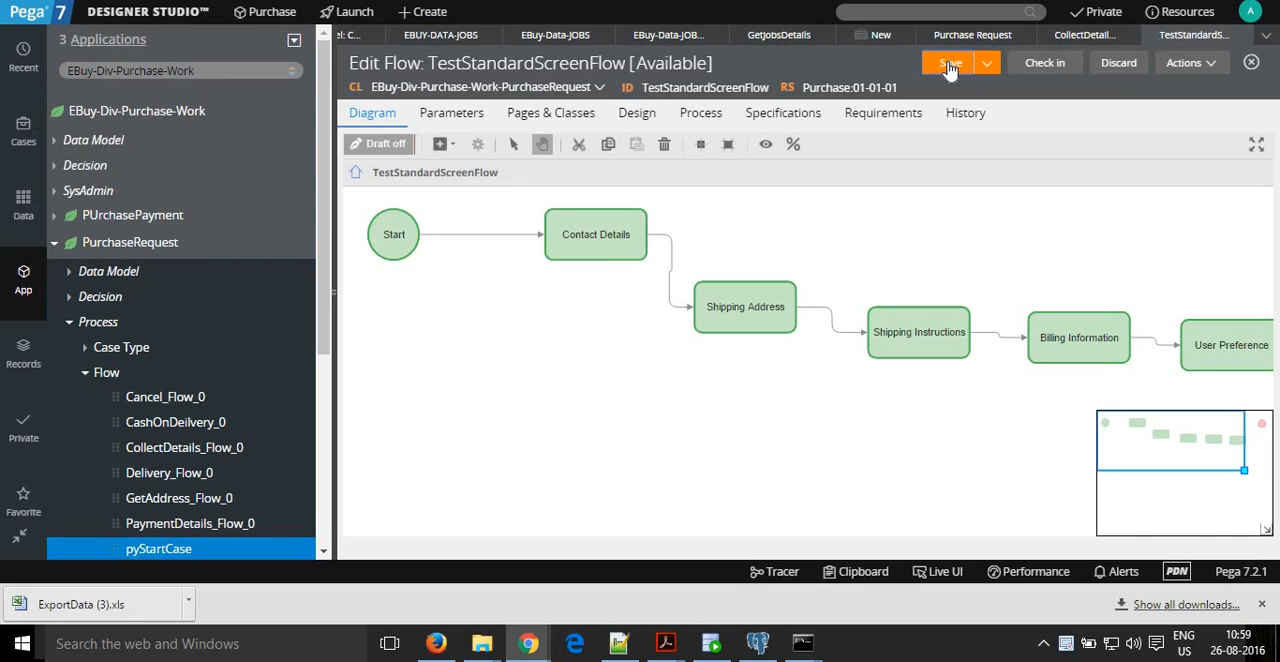 Pega 7 DESIGNER STUDIO™ Purchase Launch Create Private Resources A
3 Applications
EBuy-Div-Purchase-Work
Recent
Cases
Data
App
Records
Private
Favorite
EBuy-Div-Purchase-Work
Data Model
Decision
SysAdmin
PUrchasePayment
PurchaseRequest
Data Model
Decision
Process
Case Type
Flow
Cancel_Flow_0
CashOnDeilvery_0
CollectDetails_Flow_0
Delivery_Flow_0
GetAddress_Flow_0
PaymentDetails_Flow_0
pyStartCase
el: C... EBUY-DATA-JOBS EBuy-Data-JOBS EBuy-Data-JOB... GetJobsDetails New Purchase Request CollectDetail... TestStandardS...
Edit Flow: TestStandardScreenFlow [Available] Save Check in Discard Actions
CL EBuy-Div-Purchase-Work-PurchaseRequest ID TestStandardScreenFlow RS Purchase:01-01-01
Diagram Parameters Pages & Classes Design Process Specifications Requirements History
Draft off
TestStandardScreenFlow
Start
Contact Details
Shipping Address
Shipping Instructions
Billing Information
User Preference
Tracer Clipboard Live UI Performance Alerts PDN Pega 7.2.1
ExportData (3).xls Show all downloads...
Search the web and Windows
ENG
US
10:59
26-08-2016